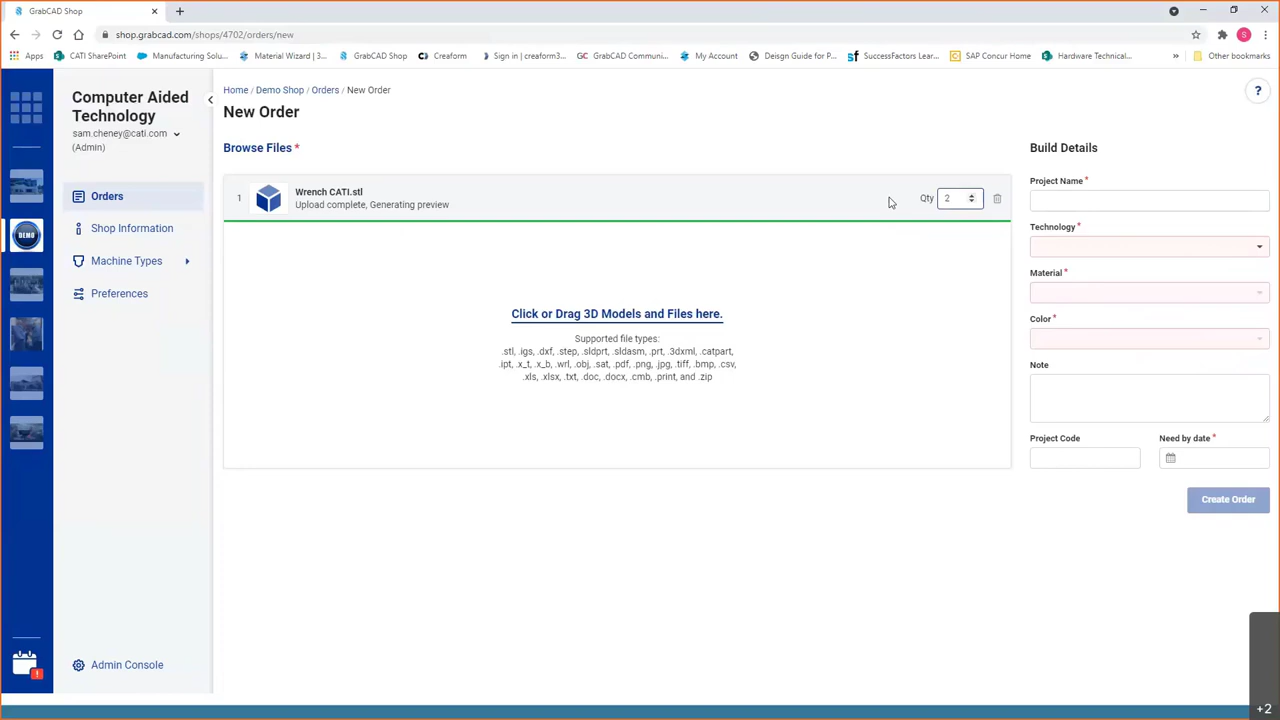 GrabCAD Shop
shop.grabcad.com/shops/4702/orders/new
Apps
CATI SharePoint
Manufacturing Solu...
Material Wizard | 3...
GrabCAD Shop
Creaform
Sign in | creaform3...
GC GrabCAD Communi...
My Account
Design Guide for P...
SuccessFactors Lear...
SAP Concur Home
Hardware Technical...
»
Other bookmarks
S
Computer Aided
Technology
sam.cheney@cati.com
(Admin)
DEMO
Orders
Shop Information
Machine Types
Preferences
Admin Console
Home / Demo Shop / Orders / New Order
?
New Order
Browse Files *
1
Wrench CATI.stl
Upload complete, Generating preview
Qty 2
Click or Drag 3D Models and Files here.
Supported file types:
.stl, .igs, .dxf, .step, .sldprt, .sldasm, .prt, .3dxml, .catpart,
.ipt, .x_t, .x_b, .wrl, .obj, .sat, .pdf, .png, .jpg, .tiff, .bmp, .csv,
.xls, .xlsx, .txt, .doc, .docx, .cmb, .print, and .zip
Build Details
Project Name *
Technology *
Material *
Color *
Note
Project Code
Need by date *
Create Order
+2